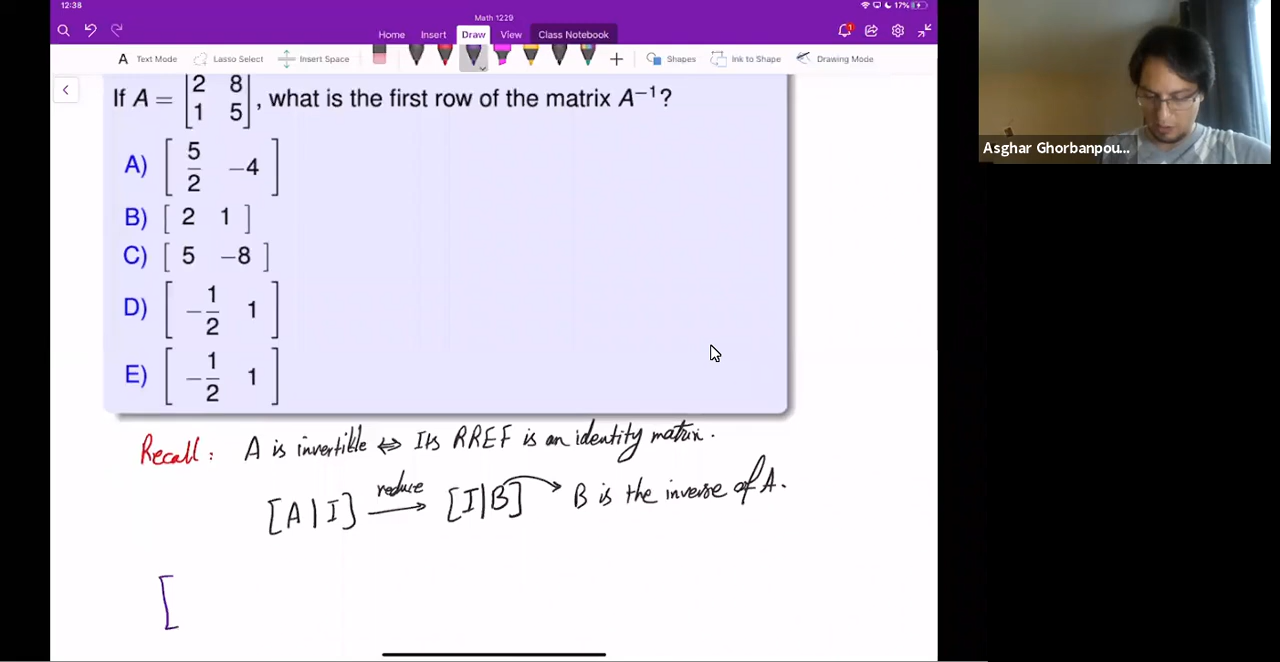 12:38
17%
Math 1229
Home Insert Draw View Class Notebook
1
A Text Mode Lasso Select Insert Space Shapes Ink to Shape Drawing Mode
If A = [2 8; 1 5], what is the first row of the matrix A⁻¹?
A) [ 5/2 −4 ]
B) [ 2 1 ]
C) [ 5 −8 ]
D) [ −1/2 1 ]
E) [ −1/2 1 ]
Recall: A is invertible ⇔ Its RREF is an identity matrix.
[A|I] reduce → [I|B] → B is the inverse of A.
[
Asghar Ghorbanpou...